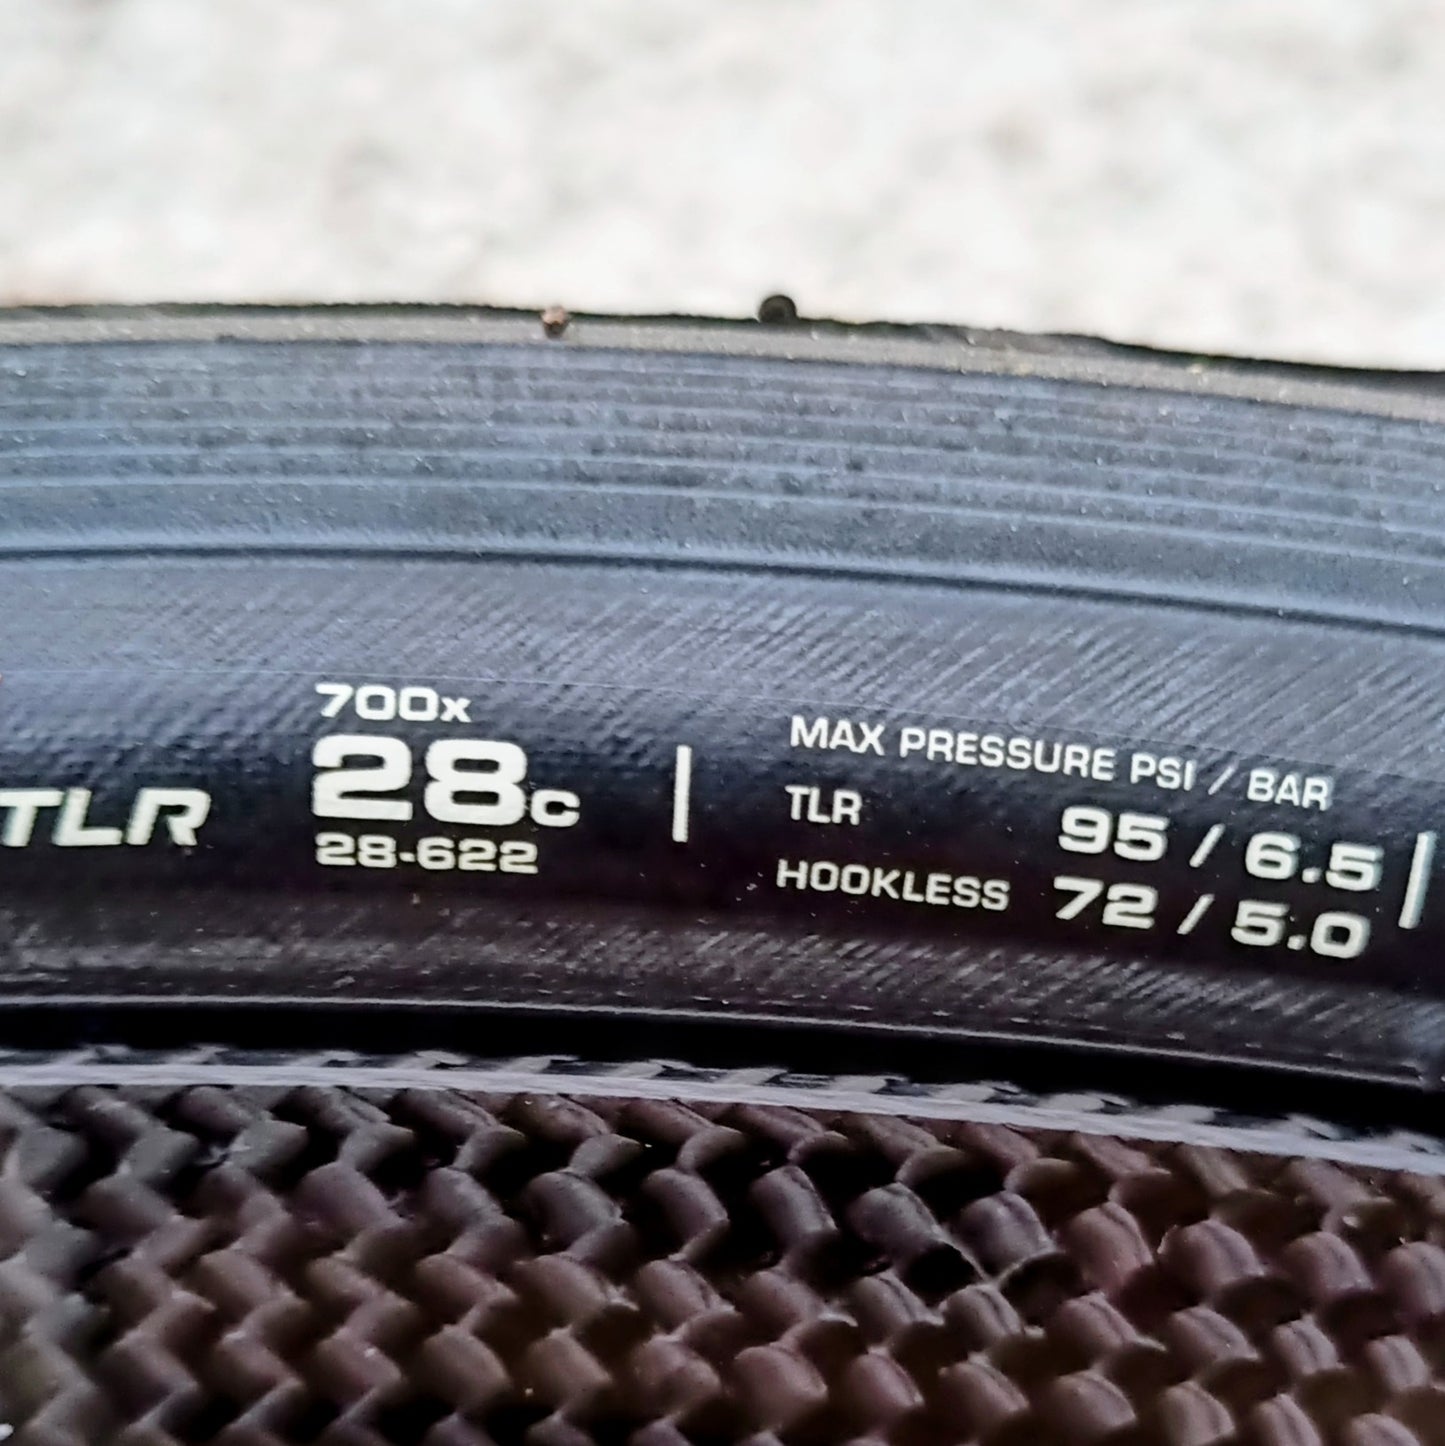 TLR
700x
28c
28-622
MAX PRESSURE PSI / BAR
TLR 95 / 6.5
HOOKLESS 72 / 5.0